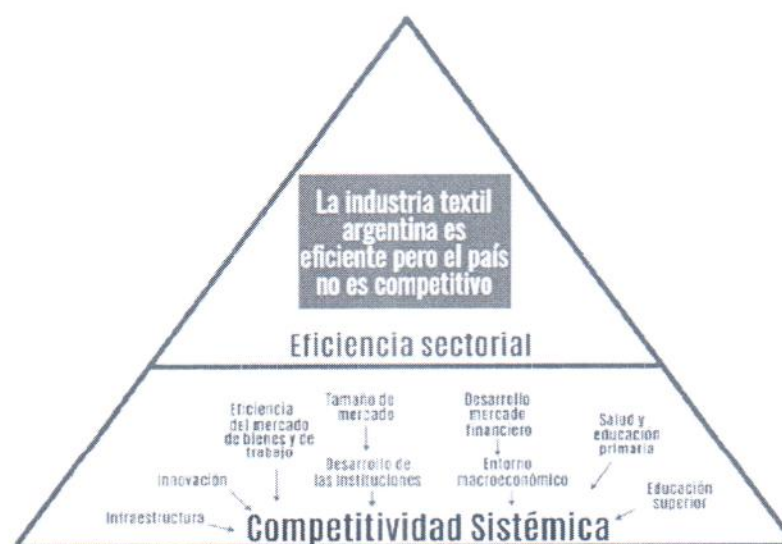 La industria textil
argentina es
eficiente pero el país
no es competitivo
Eficiencia sectorial
Eficiencia
del mercado
de bienes y de
trabajo
Tamaño de
mercado
Desarrollo
mercado
financiero
Salud y
educación
primaria
Innovación
Desarrollo de
las instituciones
Entorno
macroeconómico
Educación
superior
Infraestructura
Competitividad Sistémica